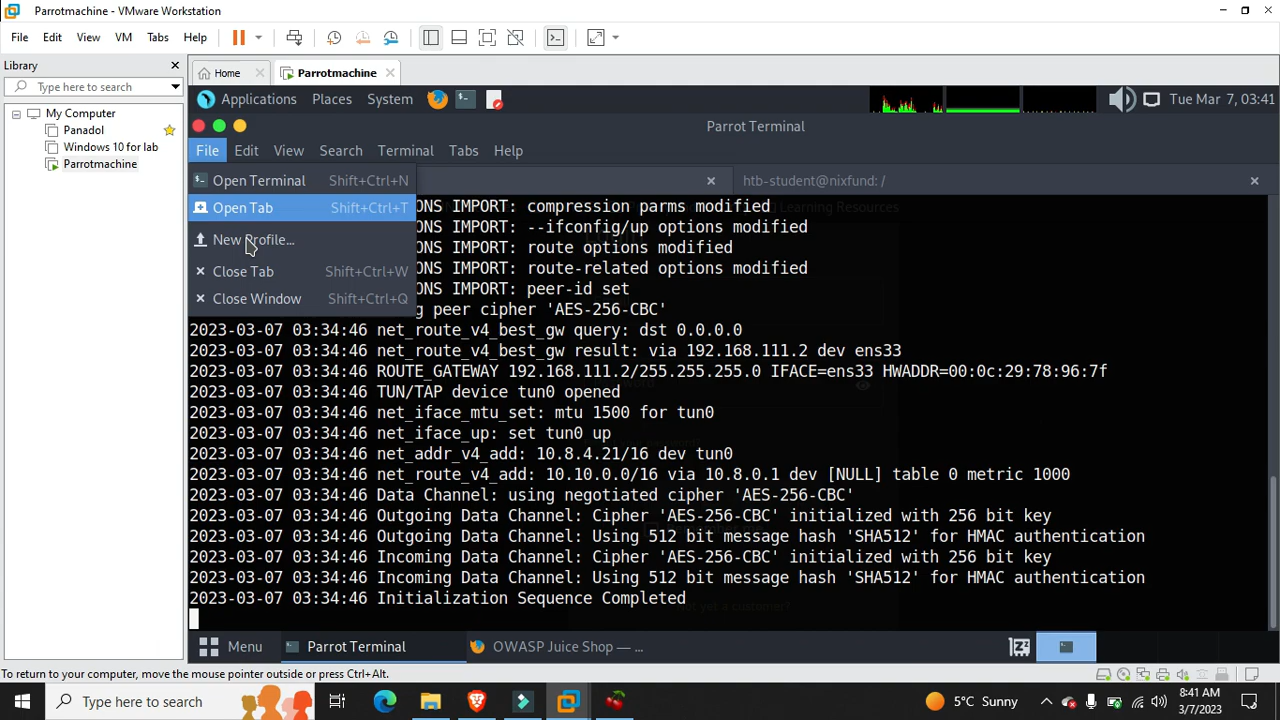 Parrotmachine - VMware Workstation
File Edit View VM Tabs Help
Library
Type here to search
My Computer
Panadol
Windows 10 for lab
Parrotmachine
Home
Parrotmachine
Applications Places System
Tue Mar 7, 03:41
Parrot Terminal
File Edit View Search Terminal Tabs Help
Open Terminal Shift+Ctrl+N
Open Tab Shift+Ctrl+T
New Profile...
Close Tab Shift+Ctrl+W
Close Window Shift+Ctrl+Q
htb-student@nixfund: /
Learning Resources
ONS IMPORT: compression parms modified
ONS IMPORT: --ifconfig/up options modified
ONS IMPORT: route options modified
ONS IMPORT: route-related options modified
ONS IMPORT: peer-id set
g peer cipher 'AES-256-CBC'
2023-03-07 03:34:46 net_route_v4_best_gw query: dst 0.0.0.0
2023-03-07 03:34:46 net_route_v4_best_gw result: via 192.168.111.2 dev ens33
2023-03-07 03:34:46 ROUTE_GATEWAY 192.168.111.2/255.255.255.0 IFACE=ens33 HWADDR=00:0c:29:78:96:7f
2023-03-07 03:34:46 TUN/TAP device tun0 opened
2023-03-07 03:34:46 net_iface_mtu_set: mtu 1500 for tun0
2023-03-07 03:34:46 net_iface_up: set tun0 up
2023-03-07 03:34:46 net_addr_v4_add: 10.8.4.21/16 dev tun0
2023-03-07 03:34:46 net_route_v4_add: 10.10.0.0/16 via 10.8.0.1 dev [NULL] table 0 metric 1000
2023-03-07 03:34:46 Data Channel: using negotiated cipher 'AES-256-CBC'
2023-03-07 03:34:46 Outgoing Data Channel: Cipher 'AES-256-CBC' initialized with 256 bit key
2023-03-07 03:34:46 Outgoing Data Channel: Using 512 bit message hash 'SHA512' for HMAC authentication
2023-03-07 03:34:46 Incoming Data Channel: Cipher 'AES-256-CBC' initialized with 256 bit key
2023-03-07 03:34:46 Incoming Data Channel: Using 512 bit message hash 'SHA512' for HMAC authentication
2023-03-07 03:34:46 Initialization Sequence Completed
Not yet a customer?
Menu Parrot Terminal OWASP Juice Shop — ...
To return to your computer, move the mouse pointer outside or press Ctrl+Alt.
Type here to search
5°C Sunny
8:41 AM
3/7/2023